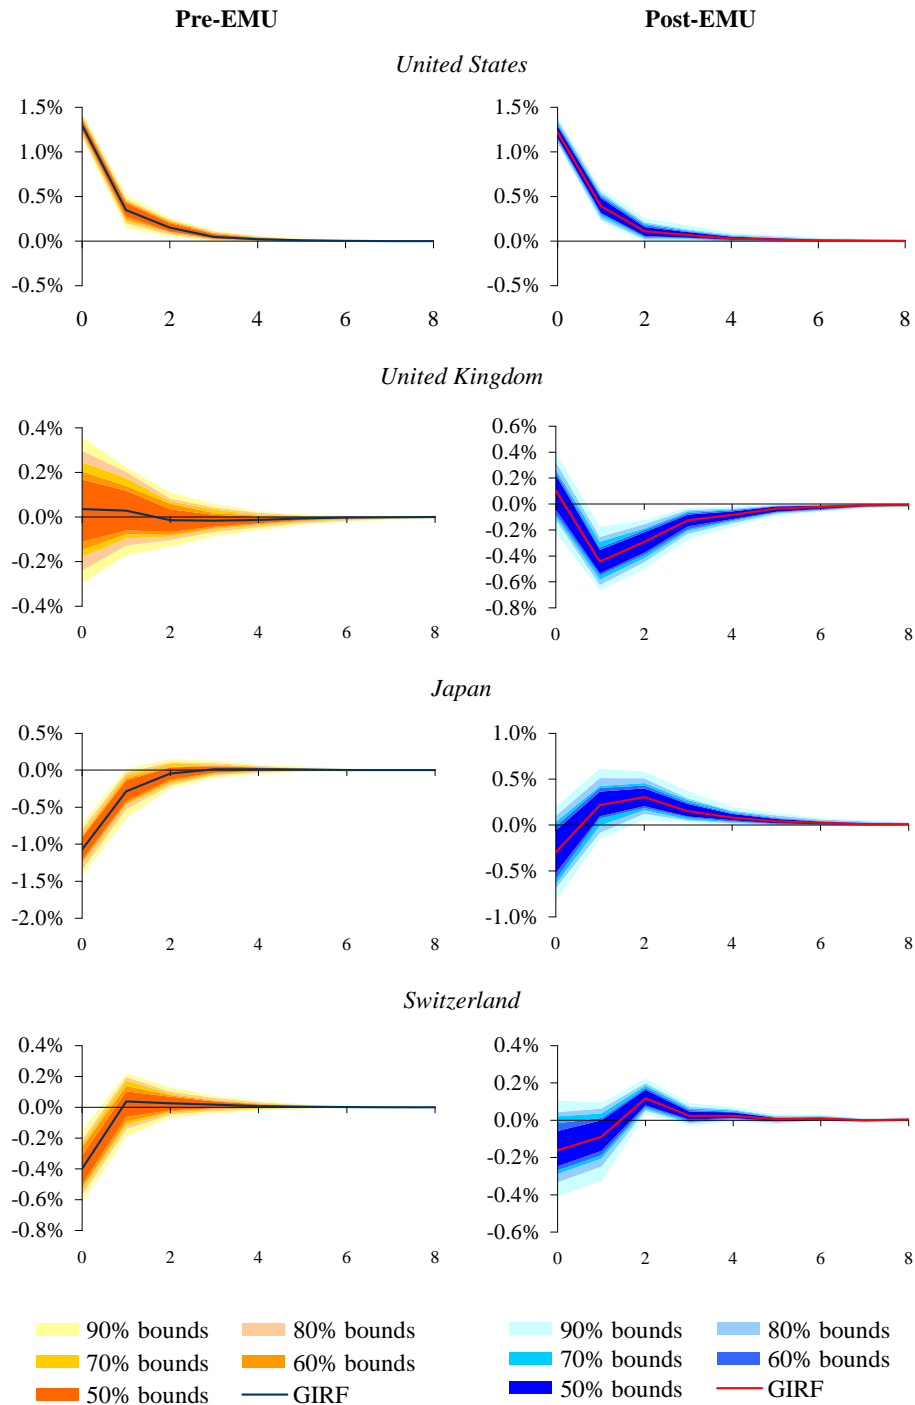 Pre-EMU Post-EMU
United States
1.5% 1.5%
1.0% 1.0%
0.5% 0.5%
0.0% 0.0%
-0.5% -0.5%
0 2 4 6 8 0 2 4 6 8
United Kingdom
0.4% 0.6%
0.2% 0.4%
0.0% 0.2%
-0.2% 0.0%
-0.4% -0.2%
-0.4%
-0.6%
-0.8%
0 2 4 6 8 0 2 4 6 8
Japan
0.5% 1.0%
0.0% 0.5%
-0.5% 0.0%
-1.0% -0.5%
-1.5% -1.0%
-2.0%
0 2 4 6 8 0 2 4 6 8
Switzerland
0.4% 0.4%
0.2% 0.2%
0.0% 0.0%
-0.2% -0.2%
-0.4% -0.4%
-0.6% -0.6%
-0.8%
0 2 4 6 8 0 2 4 6 8
90% bounds 80% bounds 90% bounds 80% bounds
70% bounds 60% bounds 70% bounds 60% bounds
50% bounds GIRF 50% bounds GIRF